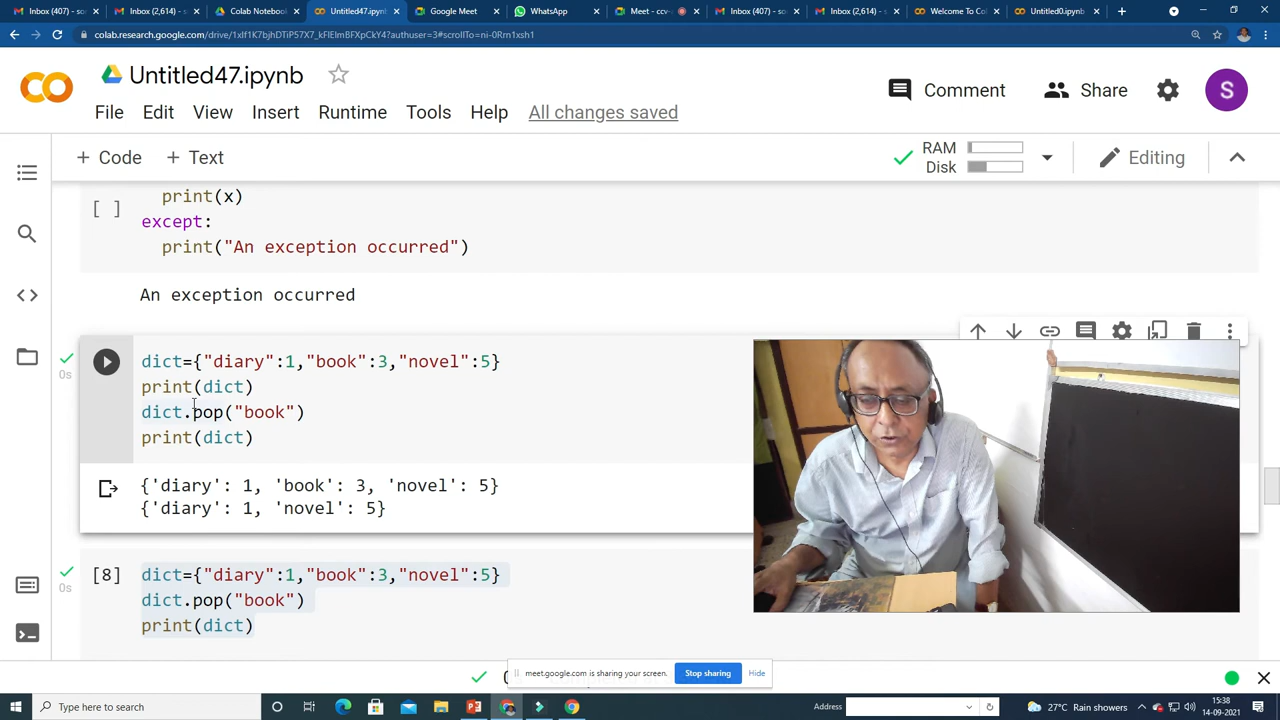 Inbox (407) - so
Inbox (2,614) - s
Colab Notebook
Untitled47.ipynb
Google Meet
WhatsApp
Meet - ccv
Inbox (407) - so
Inbox (2,614) - s
Welcome To Col
Untitled0.ipynb
colab.research.google.com/drive/1xIf1K7bjhDTiP57X7_kFlElmBFXpCkY4?authuser=3#scrollTo=ni-0Rm1xsh1
Untitled47.ipynb
Comment
Share
S
File Edit View Insert Runtime Tools Help All changes saved
+ Code + Text
RAM
Disk
Editing
[ ]
print(x)
except:
print("An exception occurred")
An exception occurred
0s
dict={"diary":1,"book":3,"novel":5}
print(dict)
dict.pop("book")
print(dict)
{'diary': 1, 'book': 3, 'novel': 5}
{'diary': 1, 'novel': 5}
[8]
0s
dict={"diary":1,"book":3,"novel":5}
dict.pop("book")
print(dict)
meet.google.com is sharing your screen.
Stop sharing
Hide
Type here to search
Address
27°C Rain showers
ENG
15:38
14-09-2021